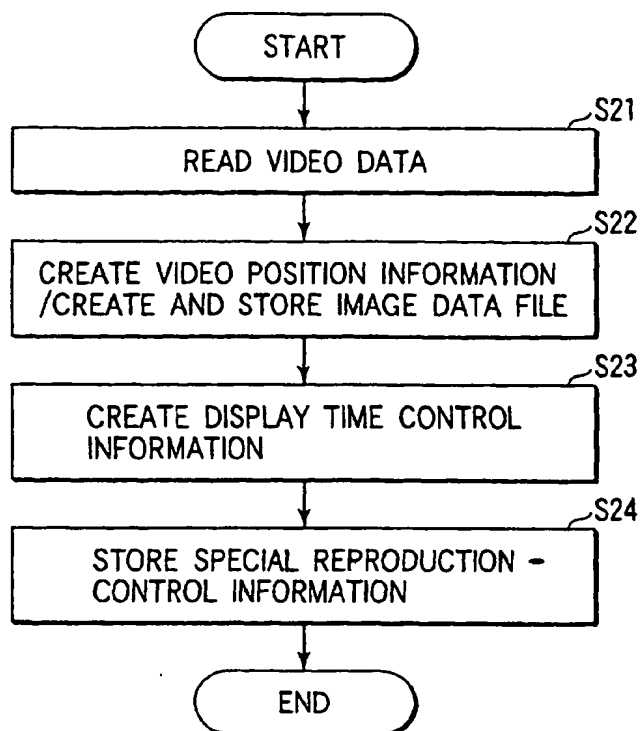 START
S21
READ VIDEO DATA
S22
CREATE VIDEO POSITION INFORMATION
/CREATE AND STORE IMAGE DATA FILE
S23
CREATE DISPLAY TIME CONTROL
INFORMATION
S24
STORE SPECIAL REPRODUCTION -
CONTROL INFORMATION
END